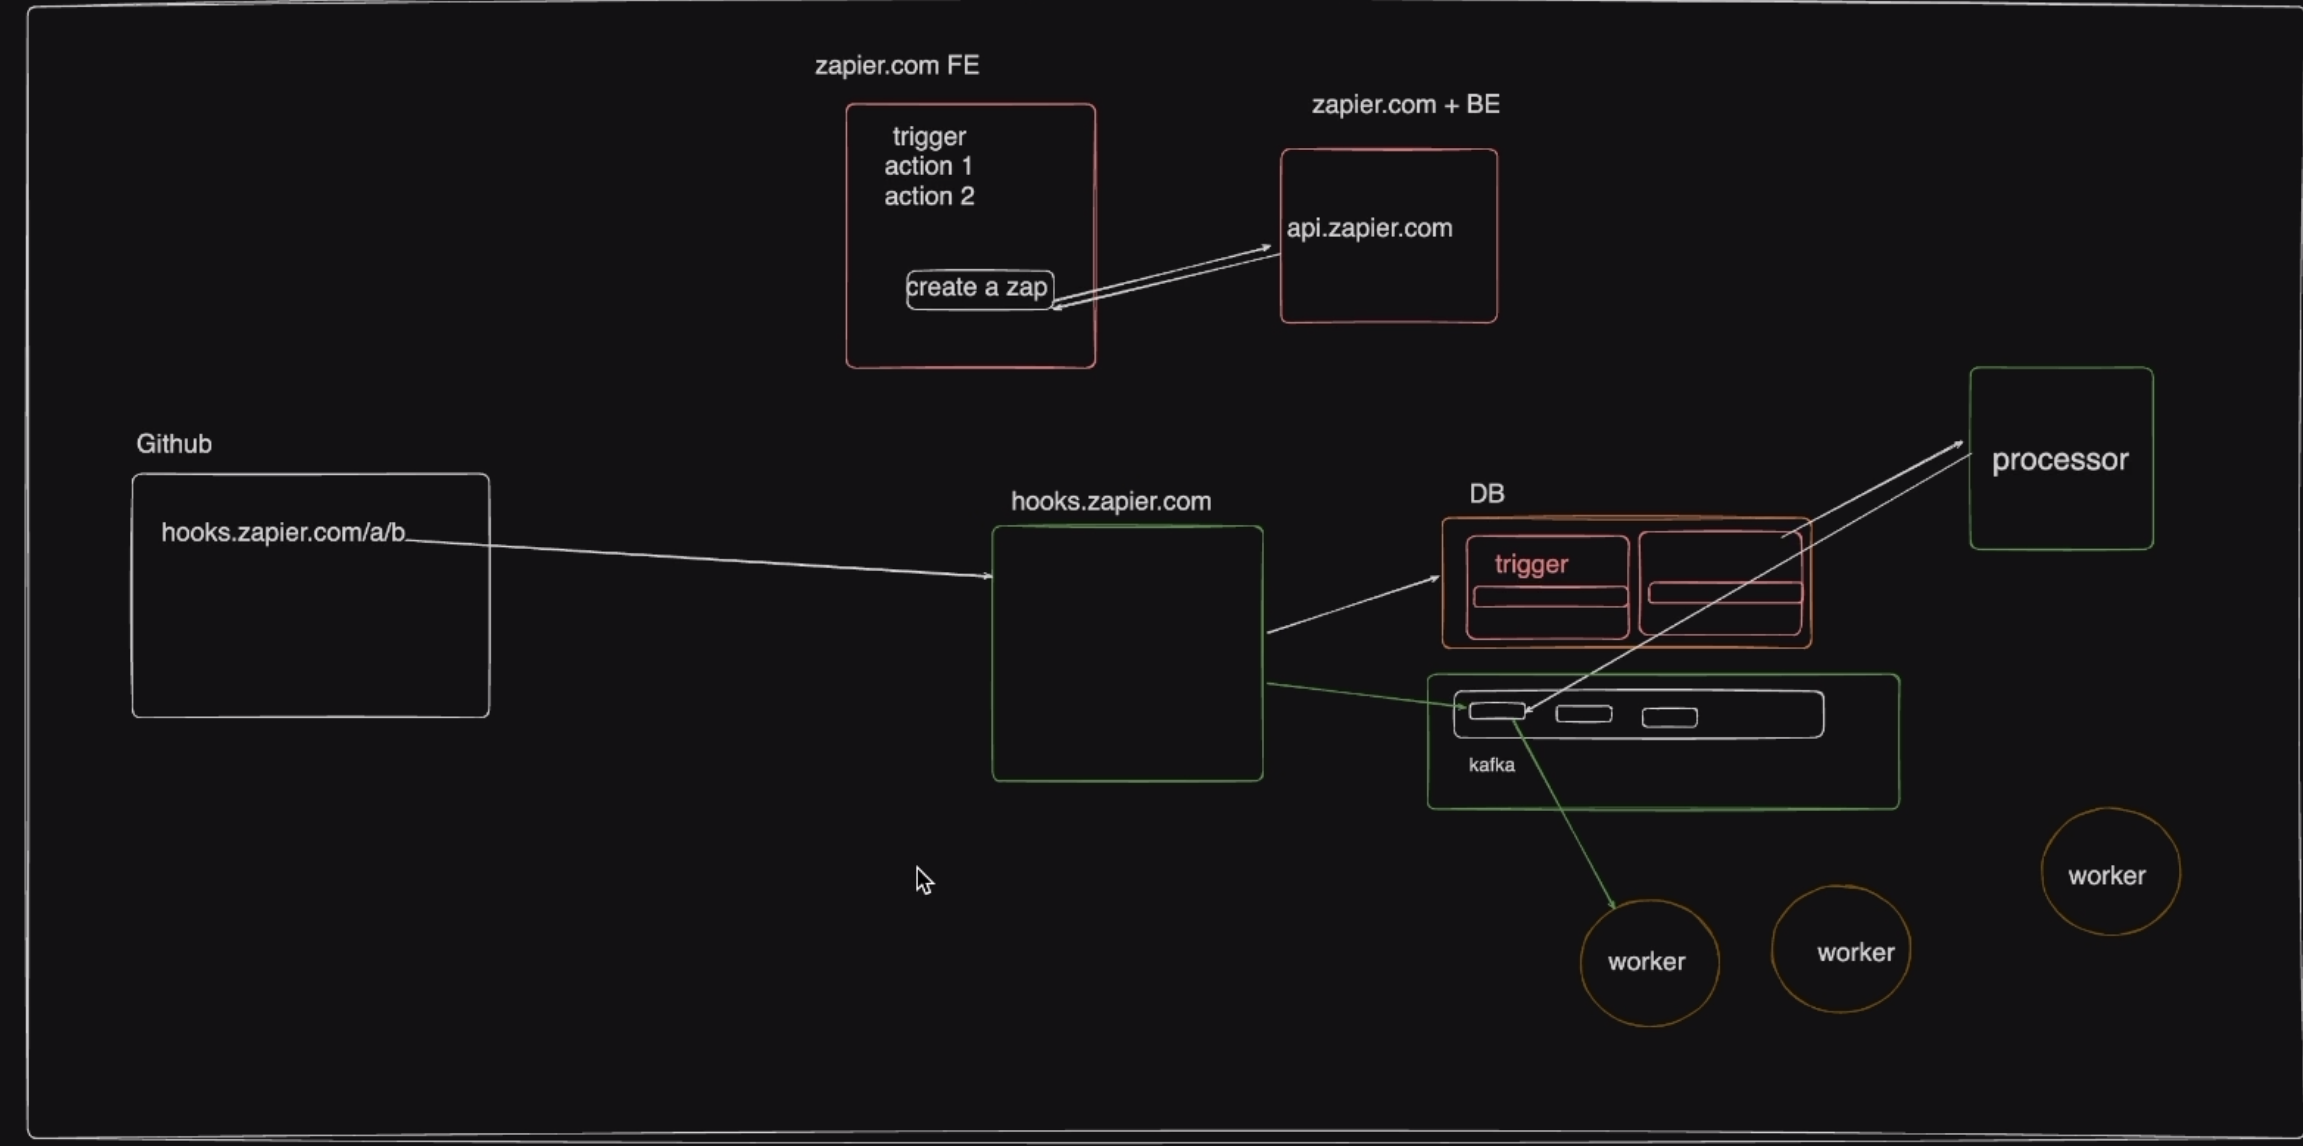 zapier.com FE
trigger
action 1
action 2
create a zap
zapier.com + BE
api.zapier.com
Github
hooks.zapier.com/a/b
hooks.zapier.com
DB
trigger
processor
kafka
worker
worker
worker